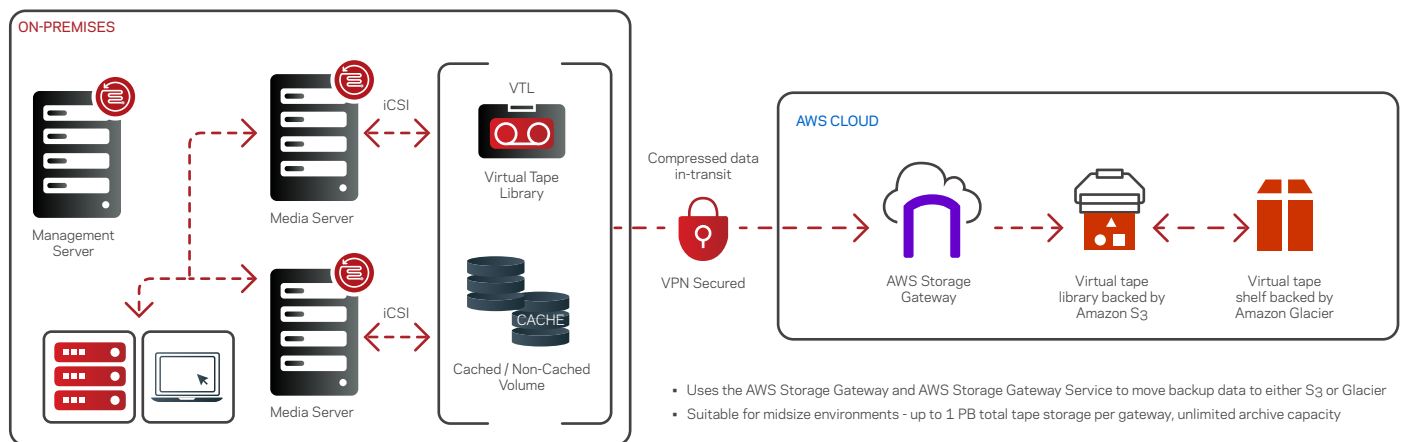 ON-PREMISES
Management
Server
Media Server
iCSI
VTL
Virtual Tape
Library
Media Server
iCSI
CACHE
Cached / Non-Cached
Volume
Compressed data
in-transit
VPN Secured
AWS CLOUD
AWS Storage
Gateway
Virtual tape
library backed by
Amazon S3
Virtual tape
shelf backed by
Amazon Glacier
▪ Uses the AWS Storage Gateway and AWS Storage Gateway Service to move backup data to either S3 or Glacier
▪ Suitable for midsize environments - up to 1 PB total tape storage per gateway, unlimited archive capacity